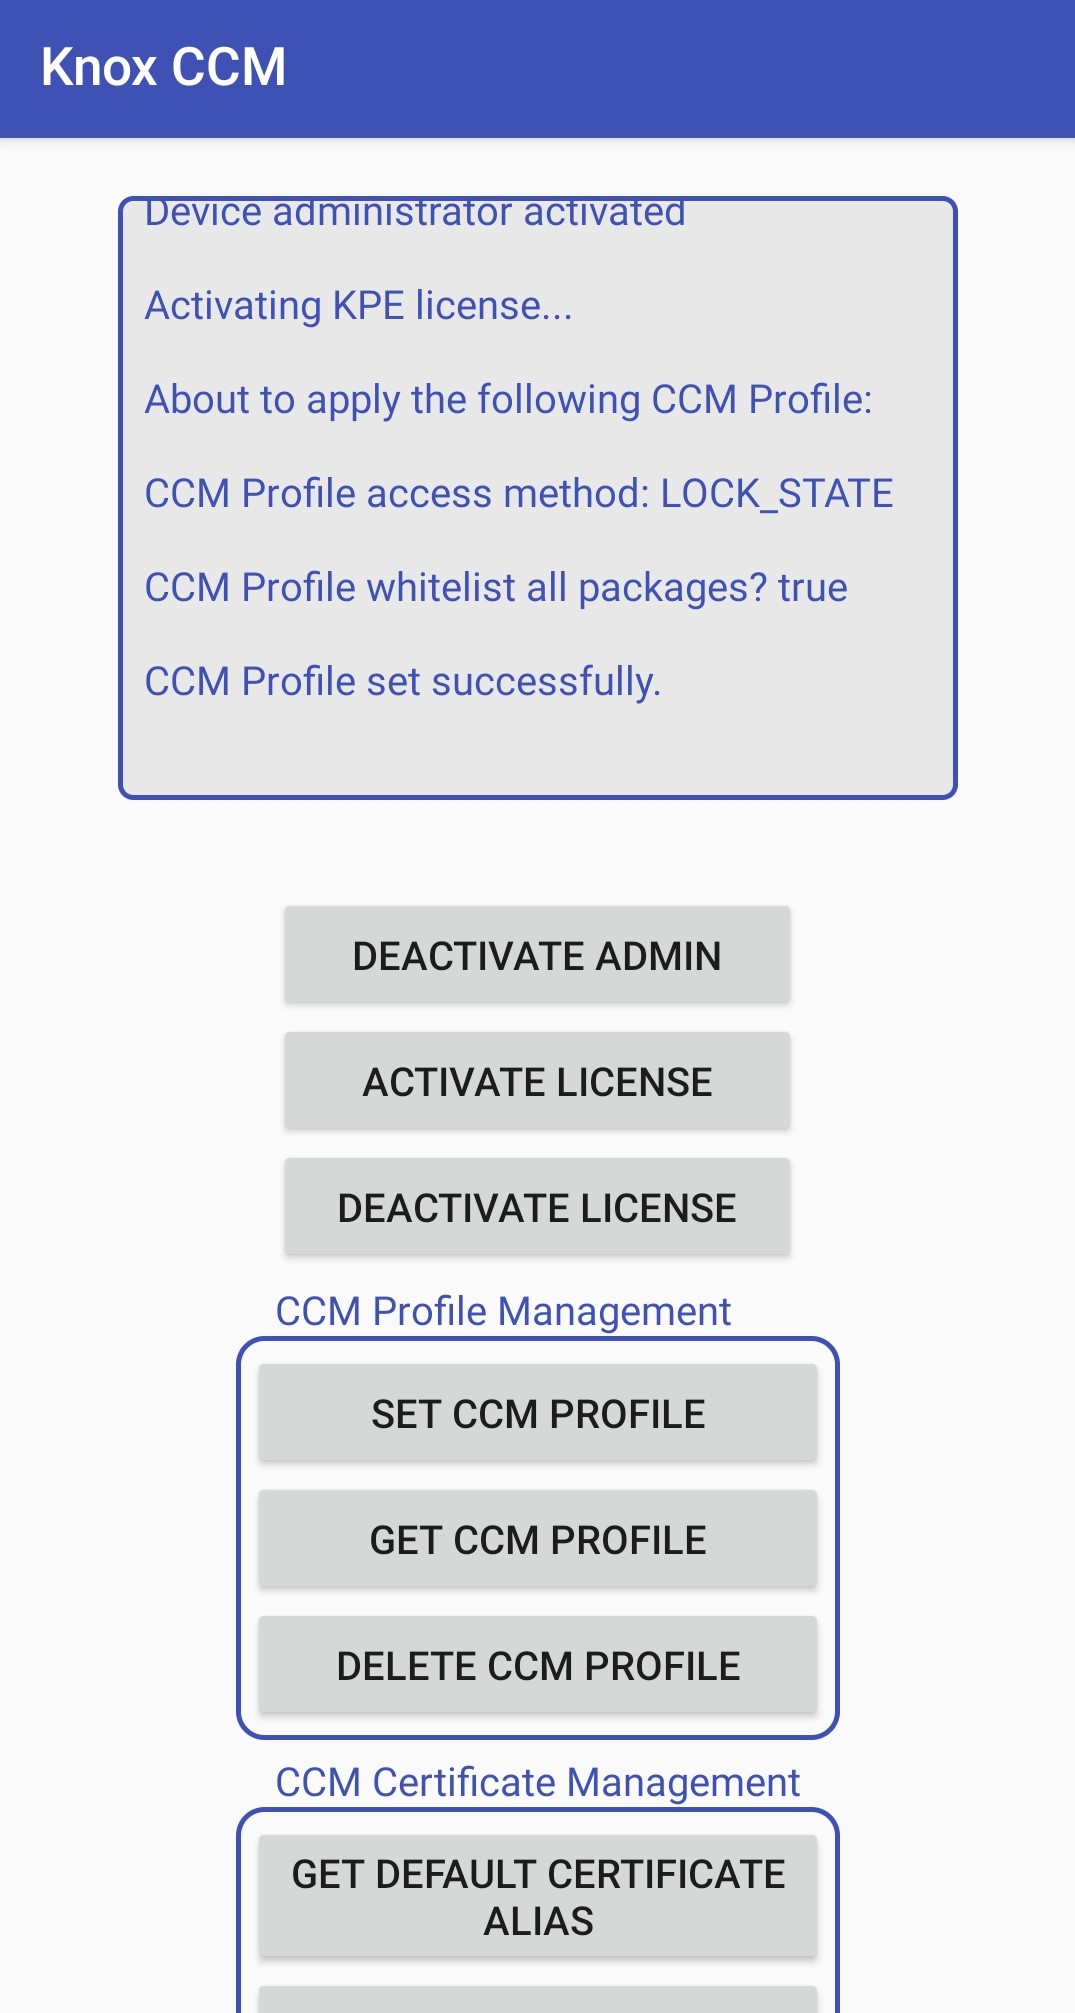 Knox CCM
Device administrator activated
Activating KPE license...
About to apply the following CCM Profile:
CCM Profile access method: LOCK_STATE
CCM Profile whitelist all packages? true
CCM Profile set successfully.
DEACTIVATE ADMIN
ACTIVATE LICENSE
DEACTIVATE LICENSE
CCM Profile Management
SET CCM PROFILE
GET CCM PROFILE
DELETE CCM PROFILE
CCM Certificate Management
GET DEFAULT CERTIFICATE
ALIAS